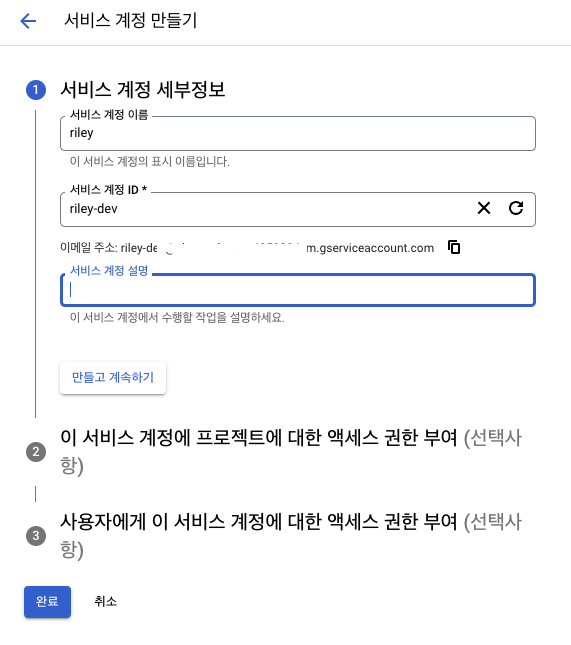 서비스 계정 만들기
1 서비스 계정 세부정보
서비스 계정 이름
riley
이 서비스 계정의 표시 이름입니다.
서비스 계정 ID *
riley-dev
이메일 주소: riley-de m.gserviceaccount.com
서비스 계정 설명
이 서비스 계정에서 수행할 작업을 설명하세요.
만들고 계속하기
2 이 서비스 계정에 프로젝트에 대한 액세스 권한 부여 (선택사
항)
3 사용자에게 이 서비스 계정에 대한 액세스 권한 부여 (선택사
항)
완료 취소